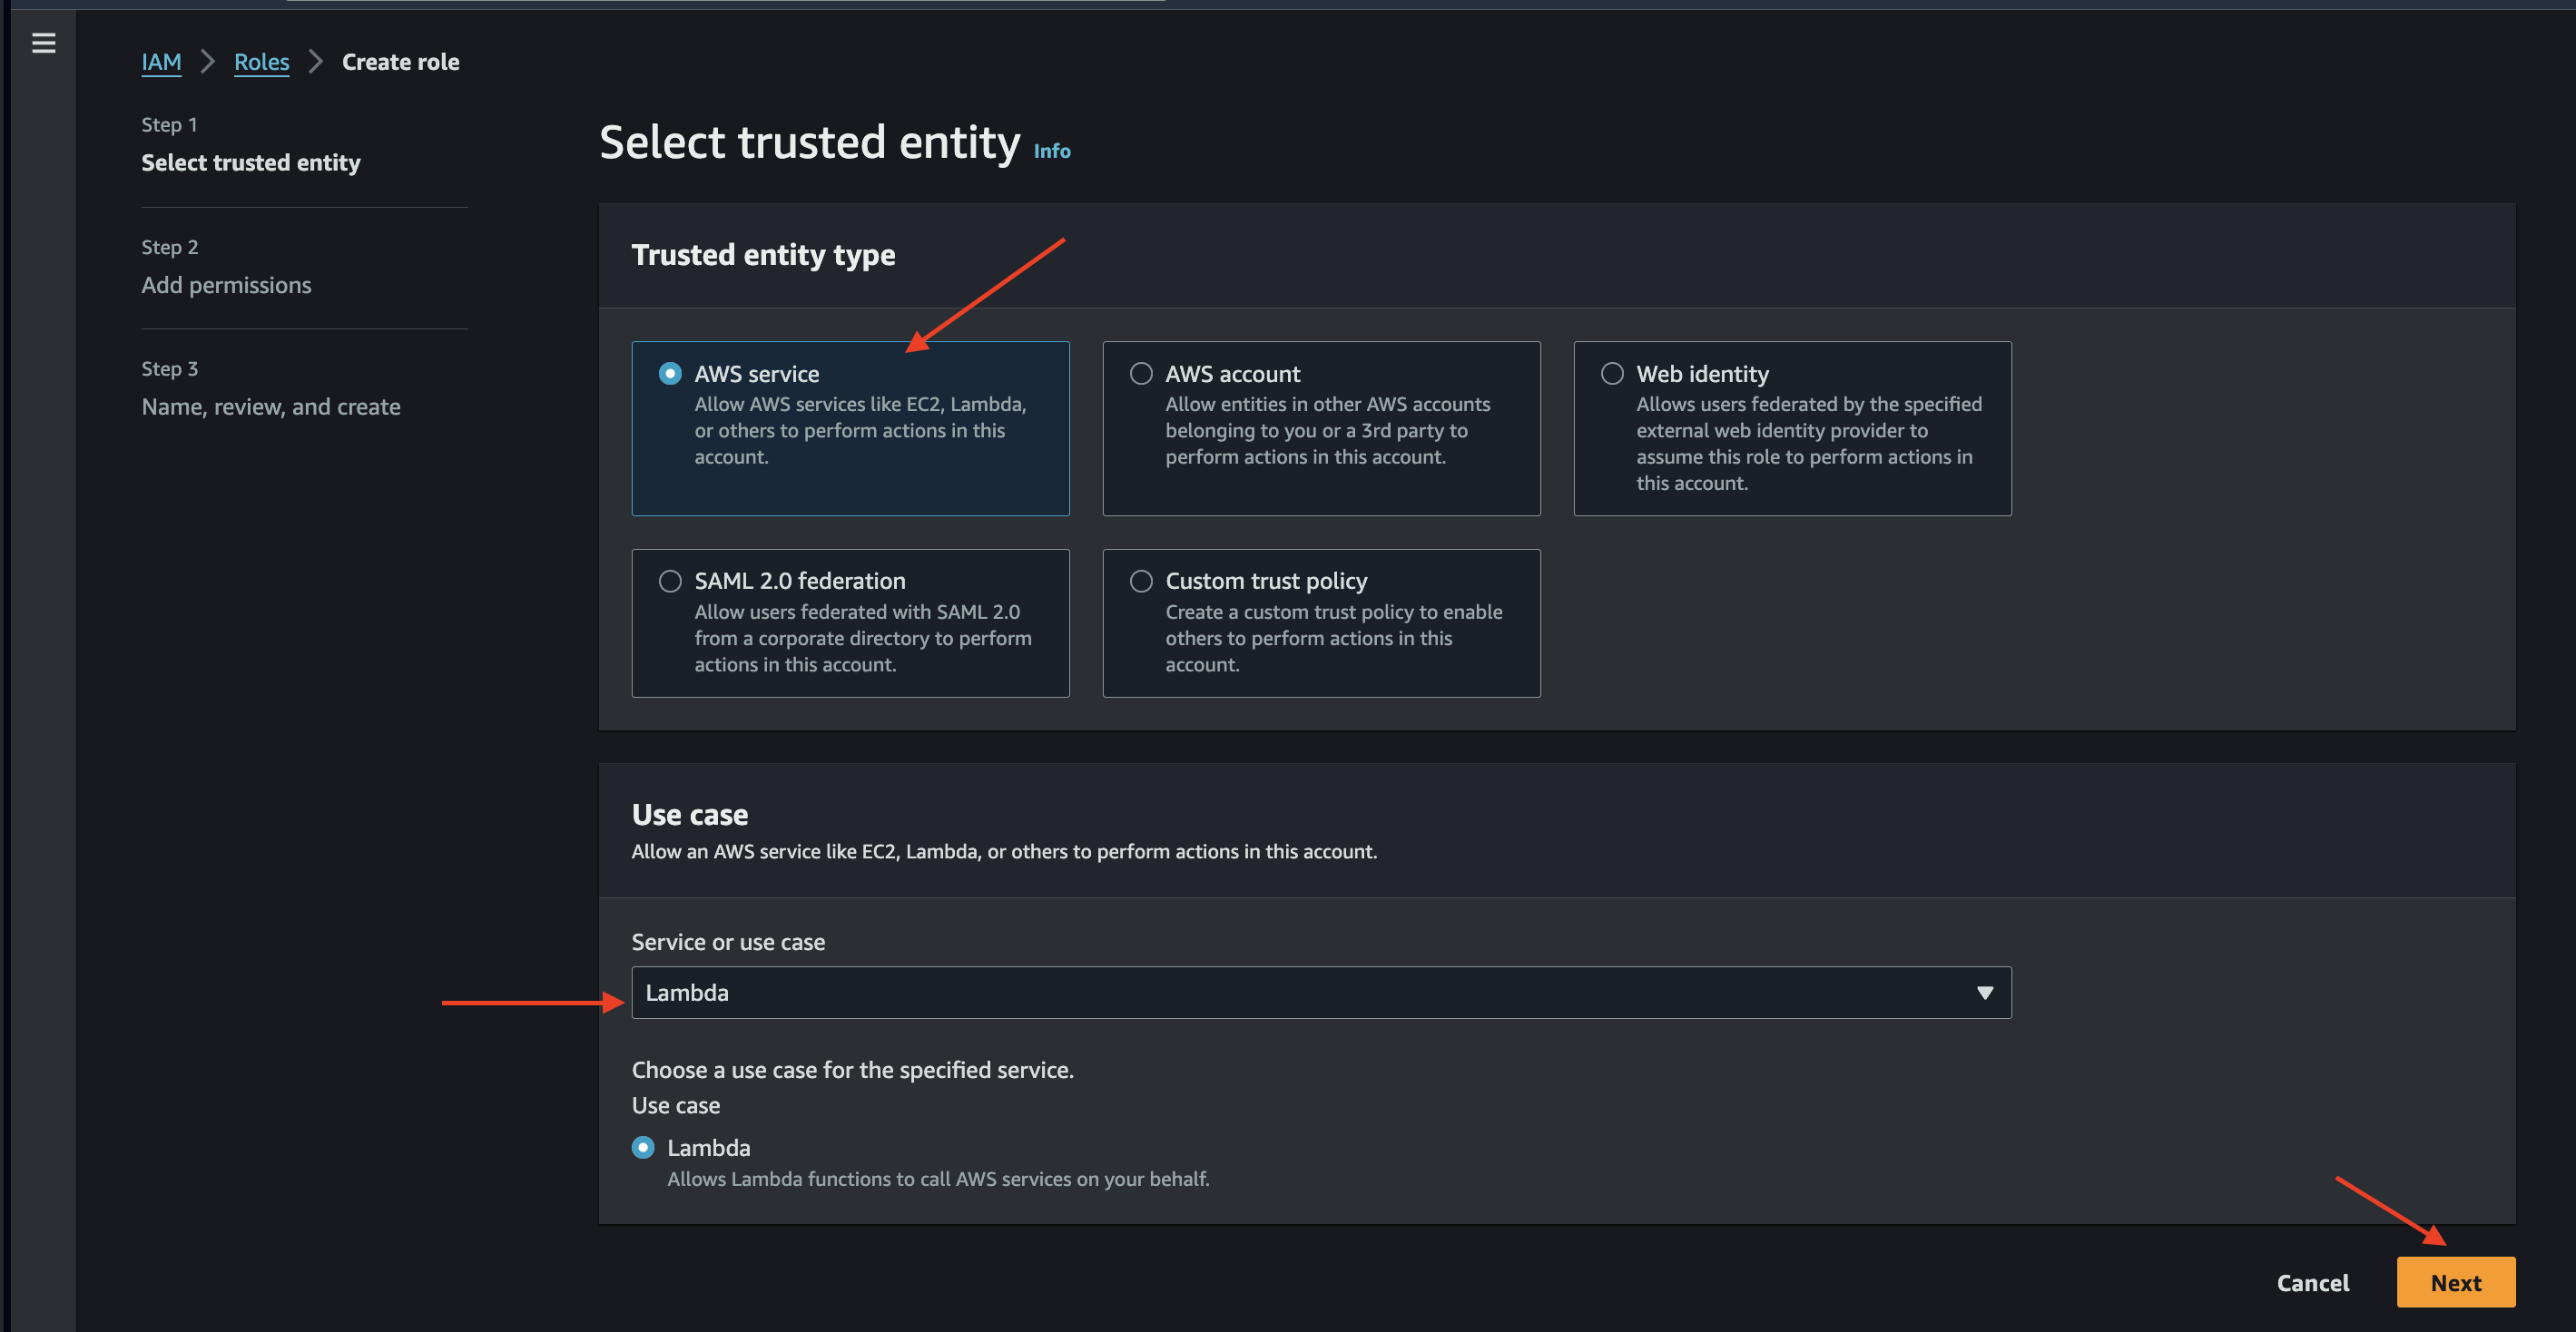 IAM > Roles > Create role
Step 1
Select trusted entity
Step 2
Add permissions
Step 3
Name, review, and create
Select trusted entity Info
Trusted entity type
AWS service
Allow AWS services like EC2, Lambda,
or others to perform actions in this
account.
AWS account
Allow entities in other AWS accounts
belonging to you or a 3rd party to
perform actions in this account.
Web identity
Allows users federated by the specified
external web identity provider to
assume this role to perform actions in
this account.
SAML 2.0 federation
Allow users federated with SAML 2.0
from a corporate directory to perform
actions in this account.
Custom trust policy
Create a custom trust policy to enable
others to perform actions in this
account.
Use case
Allow an AWS service like EC2, Lambda, or others to perform actions in this account.
Service or use case
Lambda
Choose a use case for the specified service.
Use case
Lambda
Allows Lambda functions to call AWS services on your behalf.
Cancel
Next